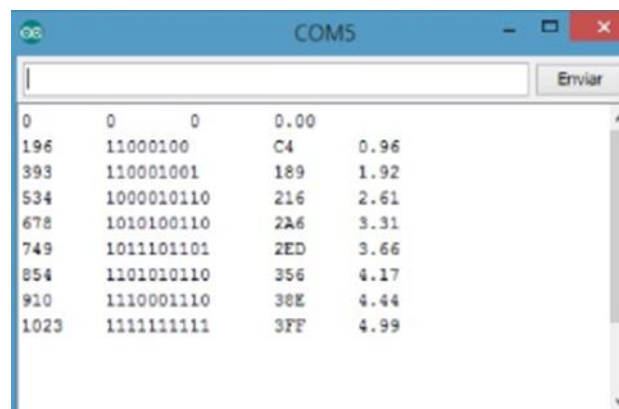 COM5
Enviar
0 0 0 0.00
196 11000100 C4 0.96
393 110001001 189 1.92
534 1000010110 216 2.61
678 1010100110 2A6 3.31
749 1011101101 2ED 3.66
854 1101010110 356 4.17
910 1110001110 38E 4.44
1023 1111111111 3FF 4.99